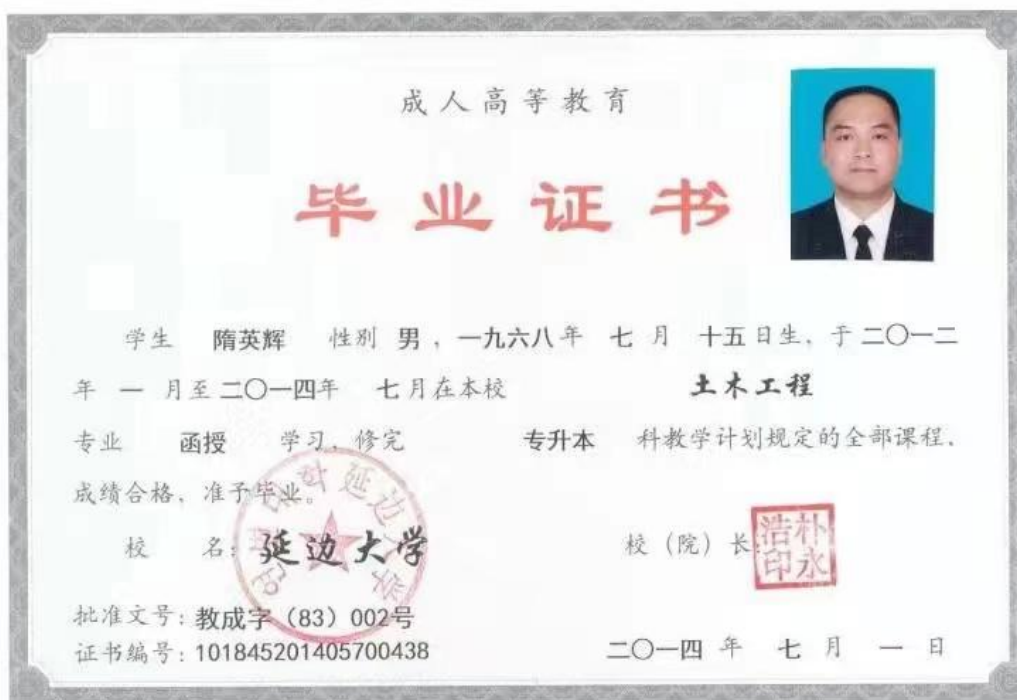 成人高等教育
毕业证书
学生 隋英辉 性别 男，一九六八年 七 月 十五日生，于二〇一二
年 一 月至二〇一四年 七月在本校 土木工程
专业 函授 学习，修完 专升本 科教学计划规定的全部课程，
成绩合格，准予毕业。
校 名：延边大学
校（院）长：
朴永浩印
批准文号：教成字（83）002号
证书编号：101845201405700438
二〇一四 年 七 月 一 日